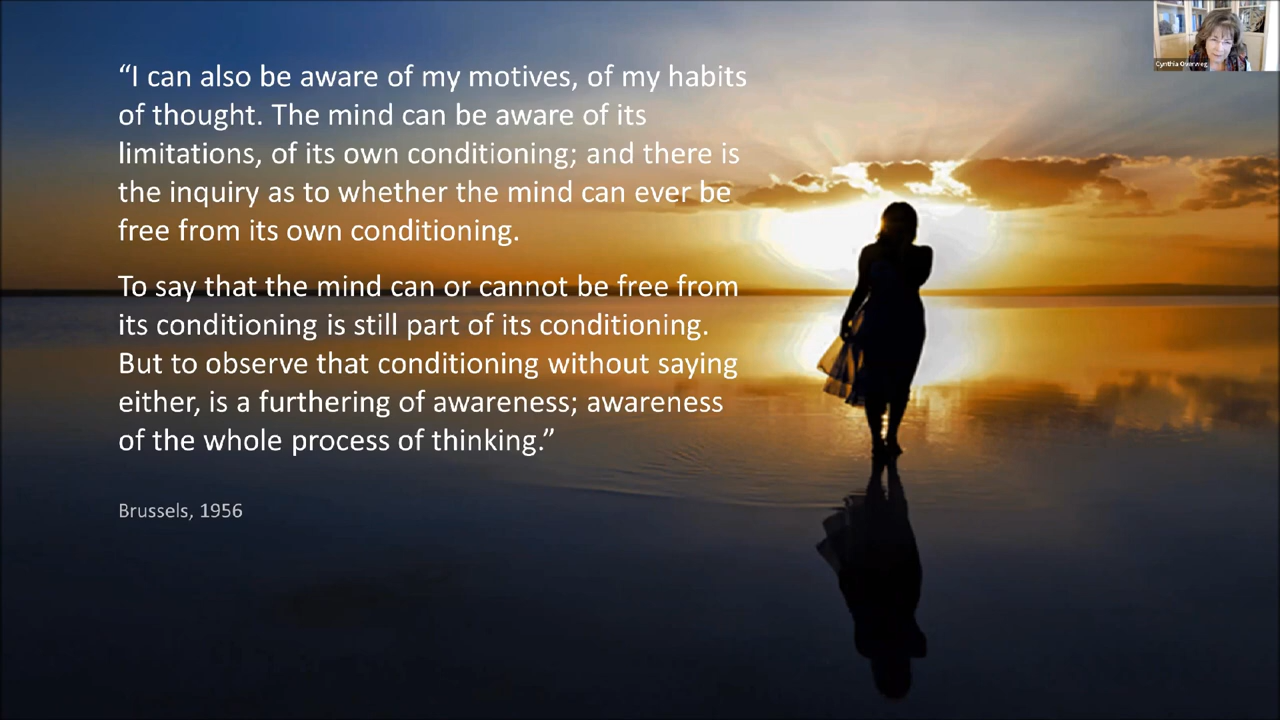 “I can also be aware of my motives, of my habits
of thought. The mind can be aware of its
limitations, of its own conditioning; and there is
the inquiry as to whether the mind can ever be
free from its own conditioning.
To say that the mind can or cannot be free from
its conditioning is still part of its conditioning.
But to observe that conditioning without saying
either, is a furthering of awareness; awareness
of the whole process of thinking.”
Brussels, 1956
Cynthia Overweg